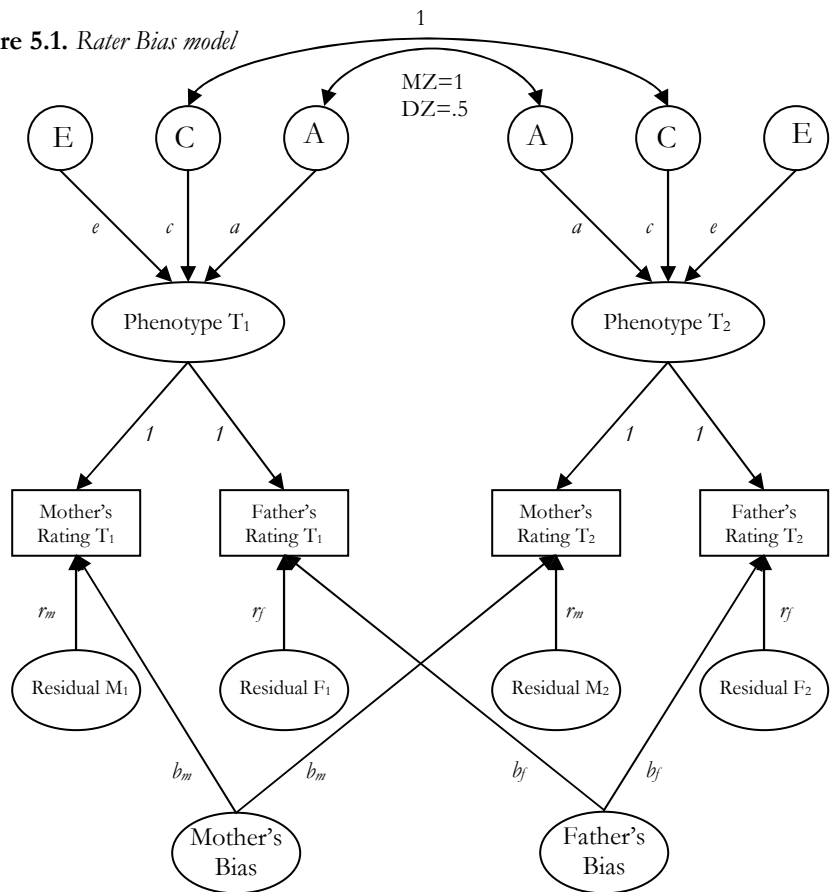 1
re 5.1. Rater Bias model
MZ=1
DZ=.5
E C A A C E
e c a a c e
Phenotype T1 Phenotype T2
1 1 1 1
Mother's Father's Mother's Father's
Rating T1 Rating T1 Rating T2 Rating T2
rm rf rm rf
Residual M1 Residual F1 Residual M2 Residual F2
bm bm bf bf
Mother's Father's
Bias Bias